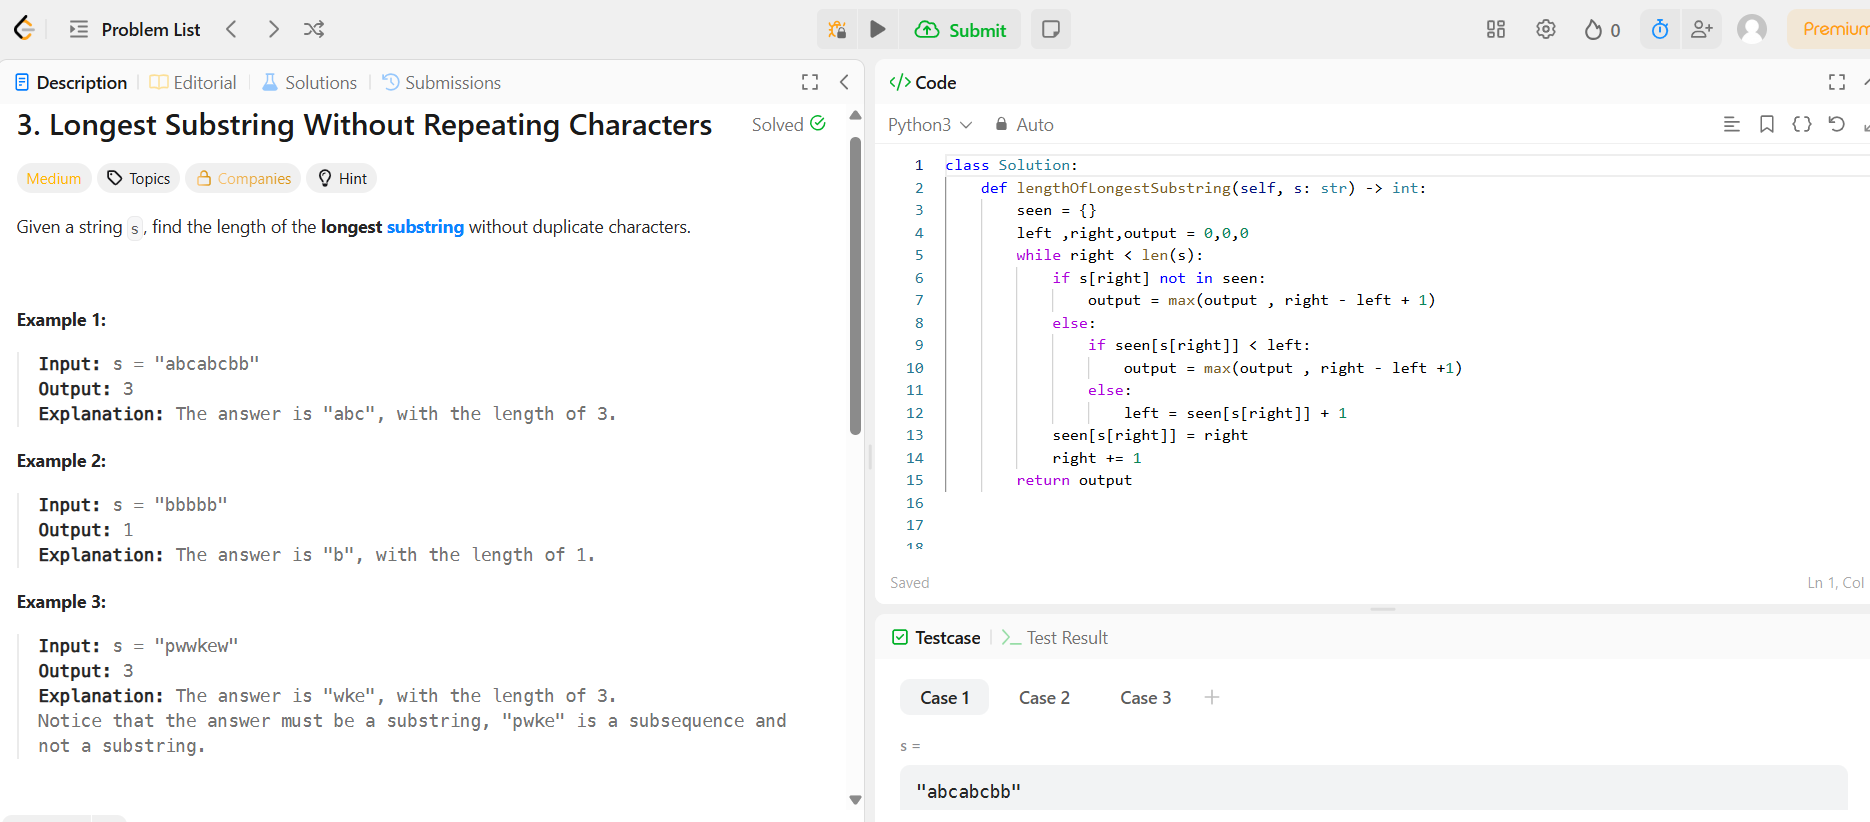 Problem List
Submit
0
Premium
Description
Editorial
Solutions
Submissions
3. Longest Substring Without Repeating Characters
Solved
Medium
Topics
Companies
Hint
Given a string s, find the length of the longest substring without duplicate characters.
Example 1:
Input: s = "abcabcbb"
Output: 3
Explanation: The answer is "abc", with the length of 3.
Example 2:
Input: s = "bbbbb"
Output: 1
Explanation: The answer is "b", with the length of 1.
Example 3:
Input: s = "pwwkew"
Output: 3
Explanation: The answer is "wke", with the length of 3.
Notice that the answer must be a substring, "pwke" is a subsequence and
not a substring.
</> Code
Python3
Auto
1 class Solution:
2     def lengthOfLongestSubstring(self, s: str) -> int:
3         seen = {}
4         left ,right,output = 0,0,0
5         while right < len(s):
6             if s[right] not in seen:
7                 output = max(output , right - left + 1)
8             else:
9                 if seen[s[right]] < left:
10                     output = max(output , right - left +1)
11                 else:
12                     left = seen[s[right]] + 1
13             seen[s[right]] = right
14             right += 1
15         return output
16
17
18
Saved
Ln 1, Col
Testcase
>_ Test Result
Case 1
Case 2
Case 3
+
s =
"abcabcbb"